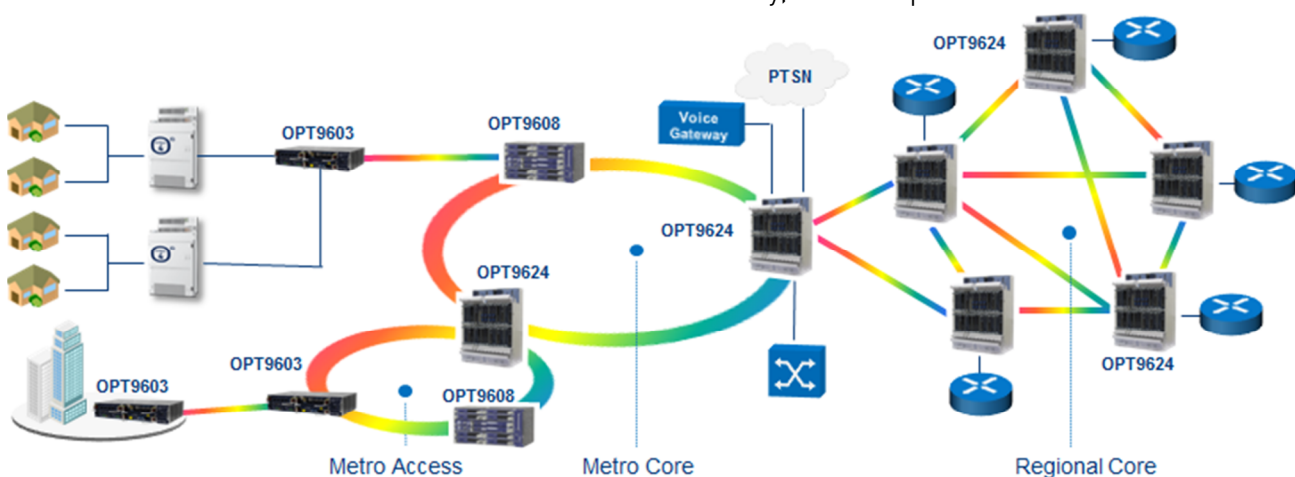 OPT9624
PTSN
OPT9603
OPT9608
Voice
Gateway
OPT9624
OPT9624
OPT9603
OPT9603
OPT9608
OPT9624
Metro Access
Metro Core
Regional Core